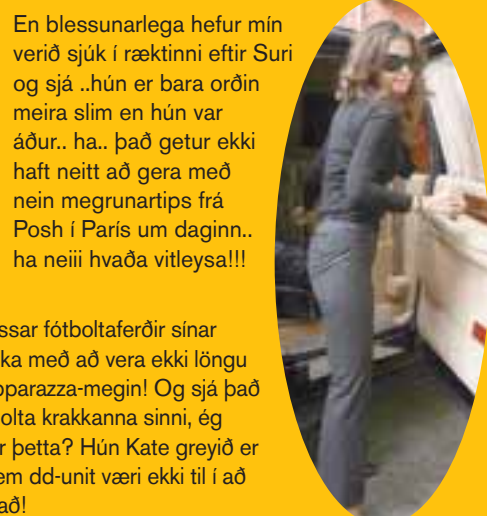 En blessunarlega hefur mín
verið sjúk í ræktinni eftir Suri
og sjá ..hún er bara orðin
meira slim en hún var
áður.. ha.. það getur ekki
haft neitt að gera með
nein megrunartips frá
Posh í París um daginn..
ha neiii hvaða vitleysa!!!
ssar fótboltaferðir sínar
ka með að vera ekki löngu
pparazza-megin! Og sjá það
olta krakkanna sinni, ég
r þetta? Hún Kate greyið er
em dd-unit væri ekki til í að
að!